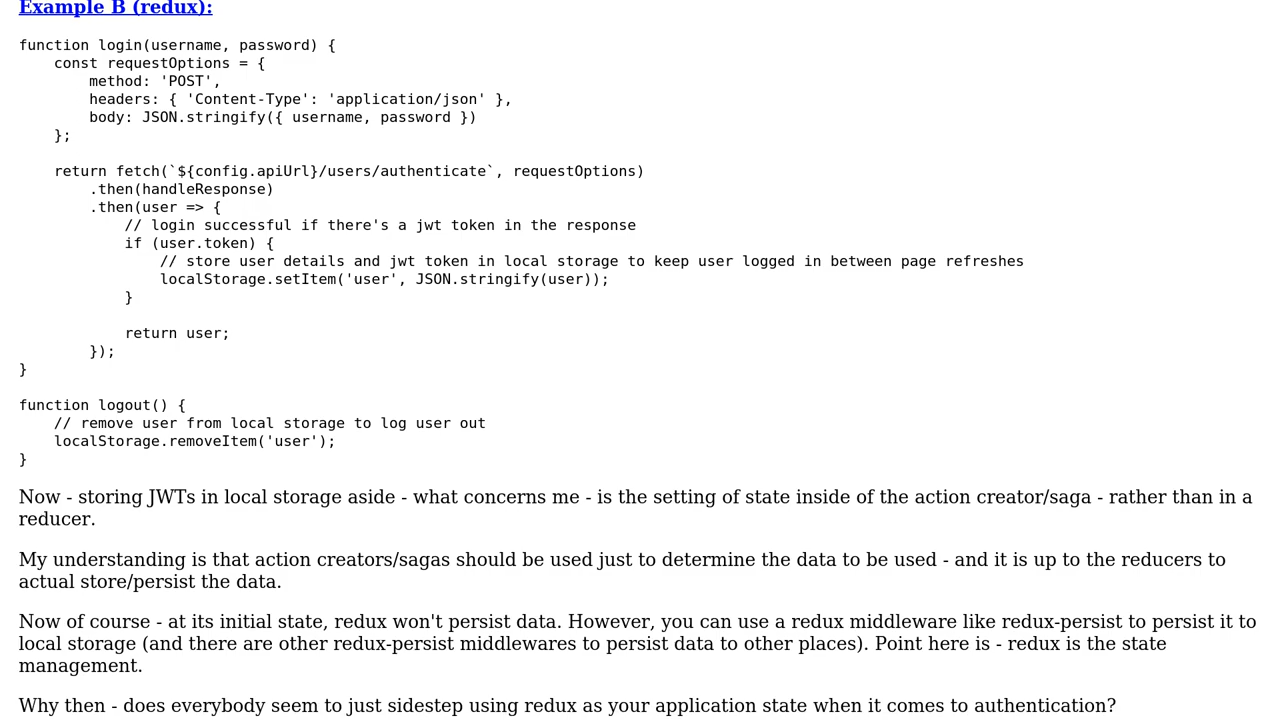 Example B (redux):
function login(username, password) {
    const requestOptions = {
        method: 'POST',
        headers: { 'Content-Type': 'application/json' },
        body: JSON.stringify({ username, password })
    };
    return fetch(`${config.apiUrl}/users/authenticate`, requestOptions)
        .then(handleResponse)
        .then(user => {
            // login successful if there's a jwt token in the response
            if (user.token) {
                // store user details and jwt token in local storage to keep user logged in between page refreshes
                localStorage.setItem('user', JSON.stringify(user));
            }
            return user;
        });
}
function logout() {
    // remove user from local storage to log user out
    localStorage.removeItem('user');
}
Now - storing JWTs in local storage aside - what concerns me - is the setting of state inside of the action creator/saga - rather than in a
reducer.
My understanding is that action creators/sagas should be used just to determine the data to be used - and it is up to the reducers to
actual store/persist the data.
Now of course - at its initial state, redux won't persist data. However, you can use a redux middleware like redux-persist to persist it to
local storage (and there are other redux-persist middlewares to persist data to other places). Point here is - redux is the state
management.
Why then - does everybody seem to just sidestep using redux as your application state when it comes to authentication?